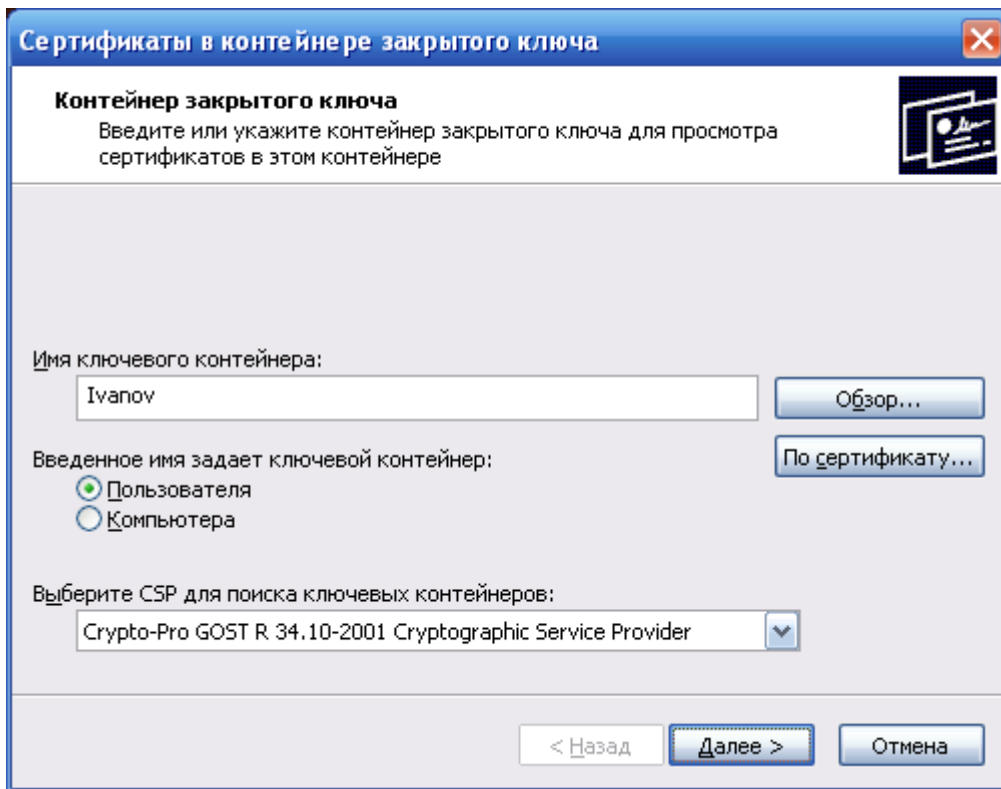 Сертификаты в контейнере закрытого ключа
Контейнер закрытого ключа
Введите или укажите контейнер закрытого ключа для просмотра
сертификатов в этом контейнере
Имя ключевого контейнера:
Ivanov
Обзор...
По сертификату...
Введенное имя задает ключевой контейнер:
Пользователя
Компьютера
Выберите CSP для поиска ключевых контейнеров:
Crypto-Pro GOST R 34.10-2001 Cryptographic Service Provider
< Назад
Далее >
Отмена